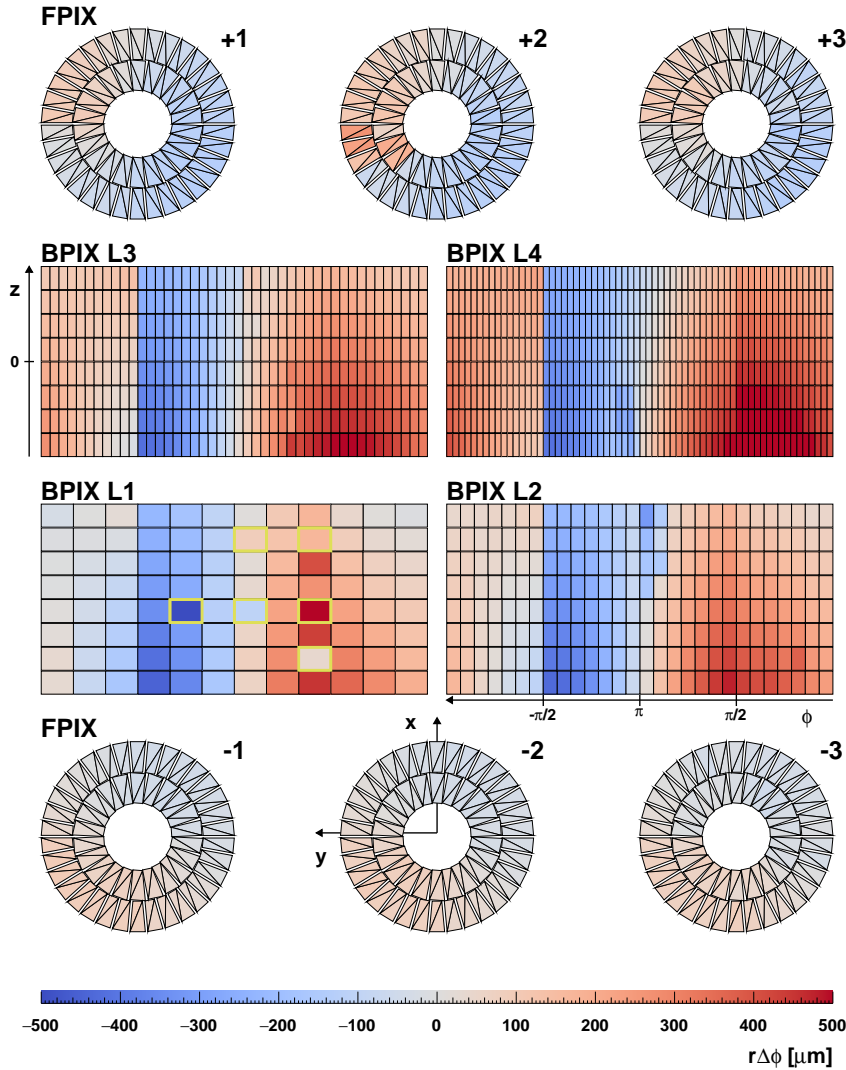 FPIX
+1 +2 +3
BPIX L3 BPIX L4
z
0
BPIX L1 BPIX L2
-π/2 π π/2 ϕ
FPIX
x
-1 -2 -3
y
−500 −400 −300 −200 −100 0 100 200 300 400 500
rΔϕ [μm]